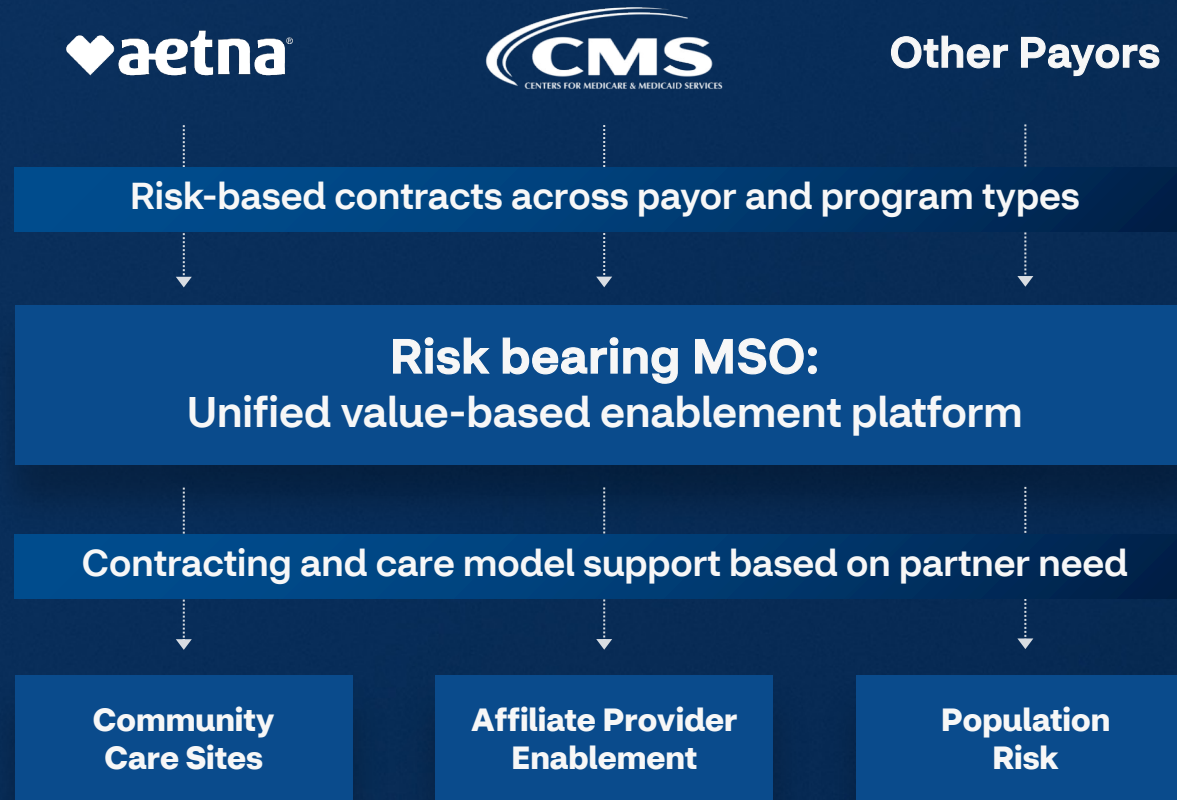 aetna®
CMS
CENTERS FOR MEDICARE & MEDICAID SERVICES
Other Payors
Risk-based contracts across payor and program types
Risk bearing MSO:
Unified value-based enablement platform
Contracting and care model support based on partner need
Community
Care Sites
Affiliate Provider
Enablement
Population
Risk